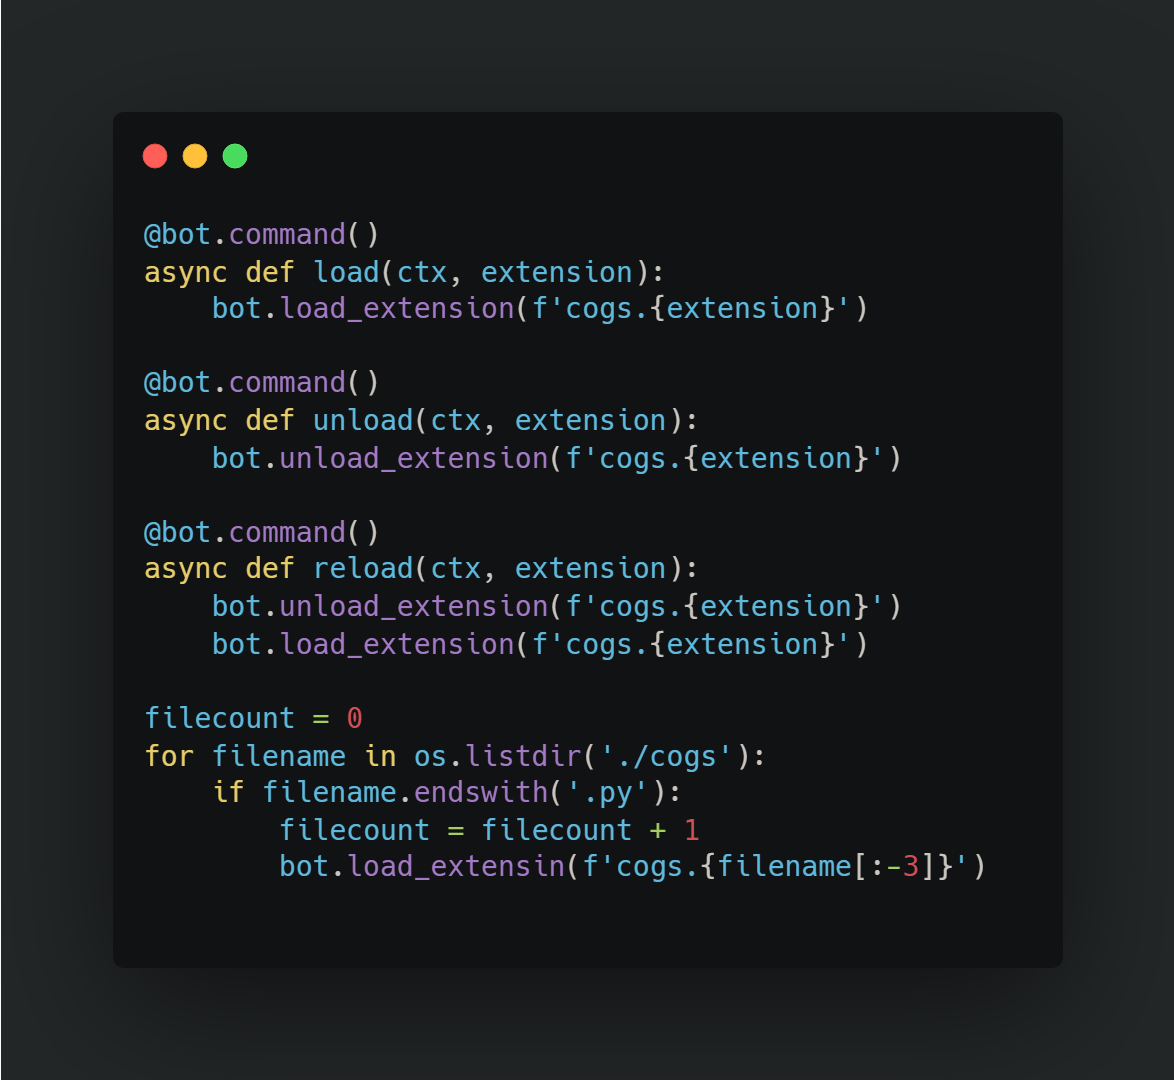 @bot.command()
async def load(ctx, extension):
    bot.load_extension(f'cogs.{extension}')

@bot.command()
async def unload(ctx, extension):
    bot.unload_extension(f'cogs.{extension}')

@bot.command()
async def reload(ctx, extension):
    bot.unload_extension(f'cogs.{extension}')
    bot.load_extension(f'cogs.{extension}')

filecount = 0
for filename in os.listdir('./cogs'):
    if filename.endswith('.py'):
        filecount = filecount + 1
        bot.load_extensin(f'cogs.{filename[:-3]}')